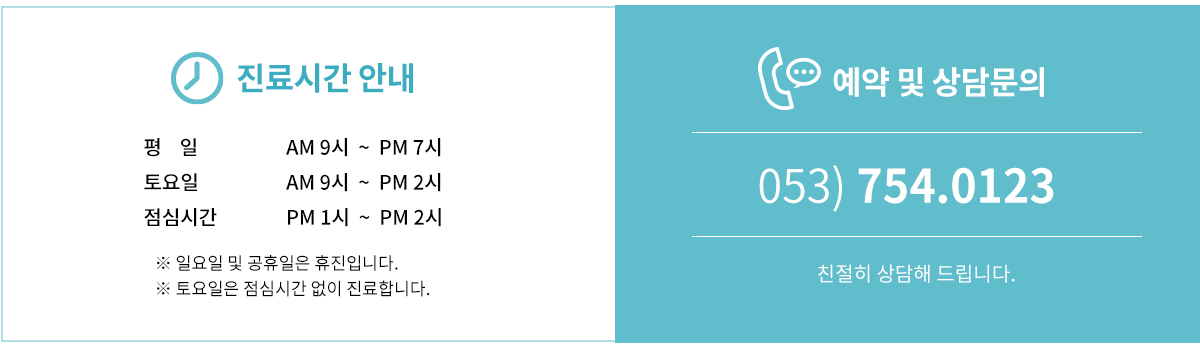 진료시간 안내
평 일 AM 9시 ~ PM 7시
토요일 AM 9시 ~ PM 2시
점심시간 PM 1시 ~ PM 2시
※ 일요일 및 공휴일은 휴진입니다.
※ 토요일은 점심시간 없이 진료합니다.
예약 및 상담문의
053) 754.0123
친절히 상담해 드립니다.